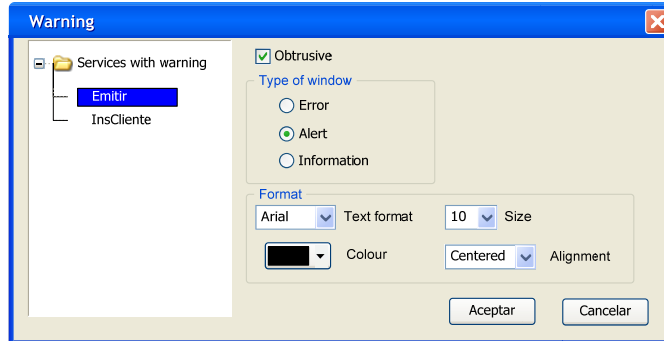 Warning
Services with warning
Emitir
InsCliente
Obtrusive
Type of window
Error
Alert
Information
Format
Arial Text format 10 Size
Colour Centered Alignment
Aceptar Cancelar